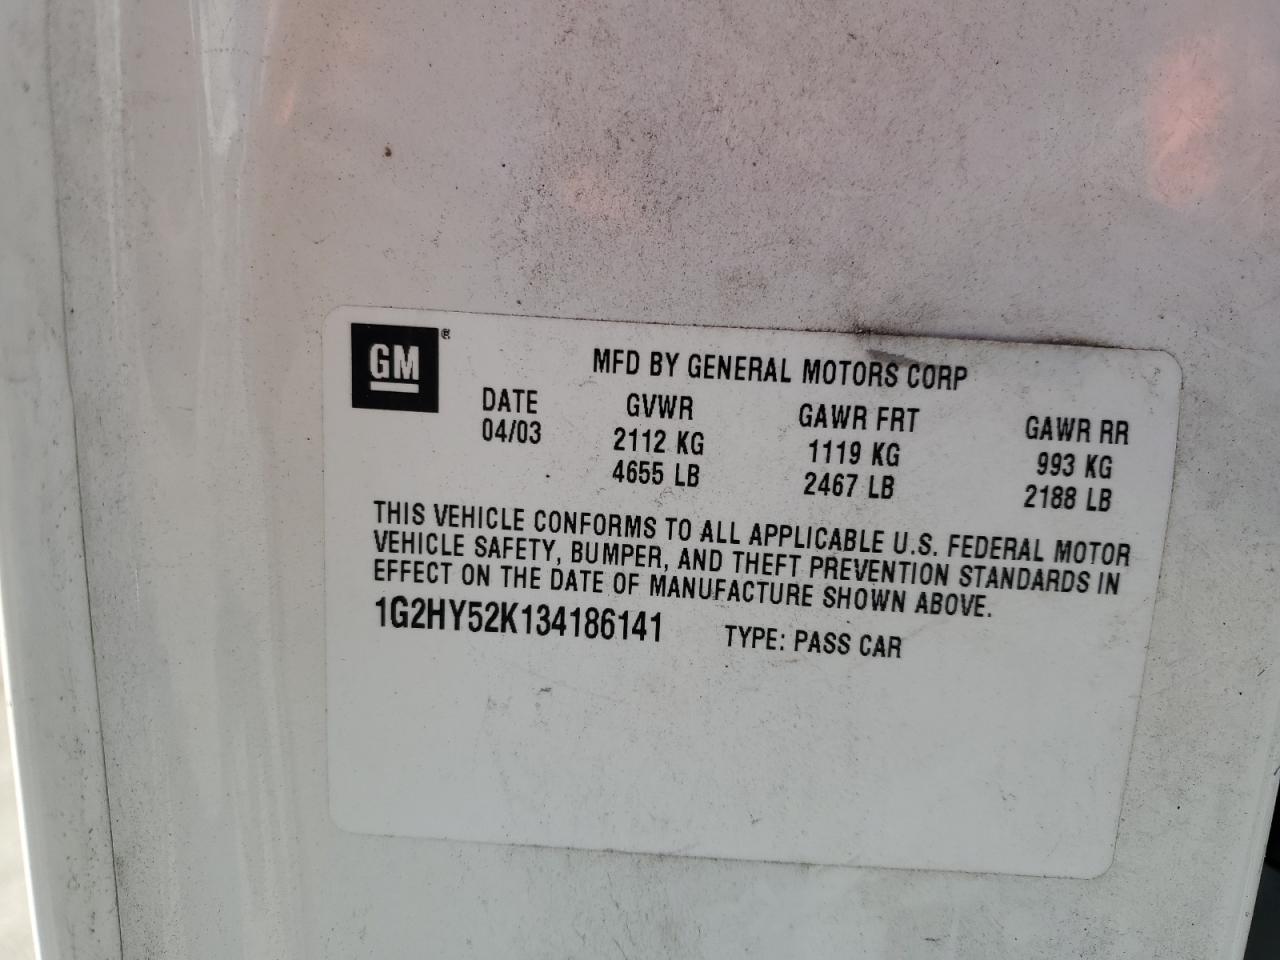 GM®
MFD BY GENERAL MOTORS CORP
DATE GVWR GAWR FRT GAWR RR
04/03 2112 KG 1119 KG 993 KG
4655 LB 2467 LB 2188 LB
THIS VEHICLE CONFORMS TO ALL APPLICABLE U.S. FEDERAL MOTOR
VEHICLE SAFETY, BUMPER, AND THEFT PREVENTION STANDARDS IN
EFFECT ON THE DATE OF MANUFACTURE SHOWN ABOVE.
1G2HY52K134186141 TYPE: PASS CAR